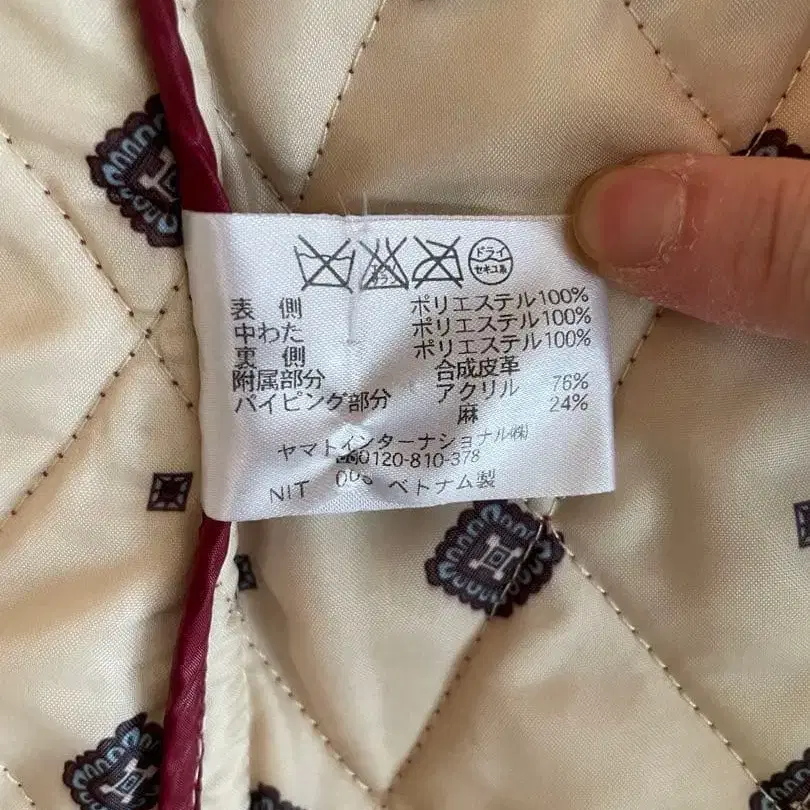 ドライ
セキユ系
表側 ポリエステル100%
中わた ポリエステル100%
裏側 ポリエステル100%
附属部分 合成皮革
パイピング部分 アクリル 76%
麻 24%
ヤマトインターナショナル㈱
0120-810-378
NIT ベトナム製